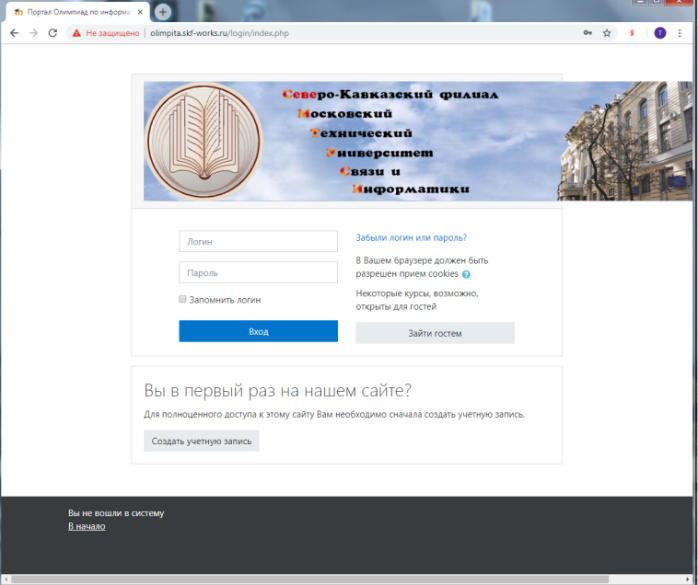 Портал Олимпиад по информа
Не защищено
olimpita.skf-works.ru/login/index.php
Северо-Кавказский филиал
Московский
Технический
Университет
Связи и
Информатики
Логин
Пароль
Запомнить логин
Вход
Забыли логин или пароль?
В Вашем браузере должен быть
разрешен прием cookies
Некоторые курсы, возможно,
открыты для гостей
Зайти гостем
Вы в первый раз на нашем сайте?
Для полноценного доступа к этому сайту Вам необходимо сначала создать учетную запись.
Создать учетную запись
Вы не вошли в систему
В начало